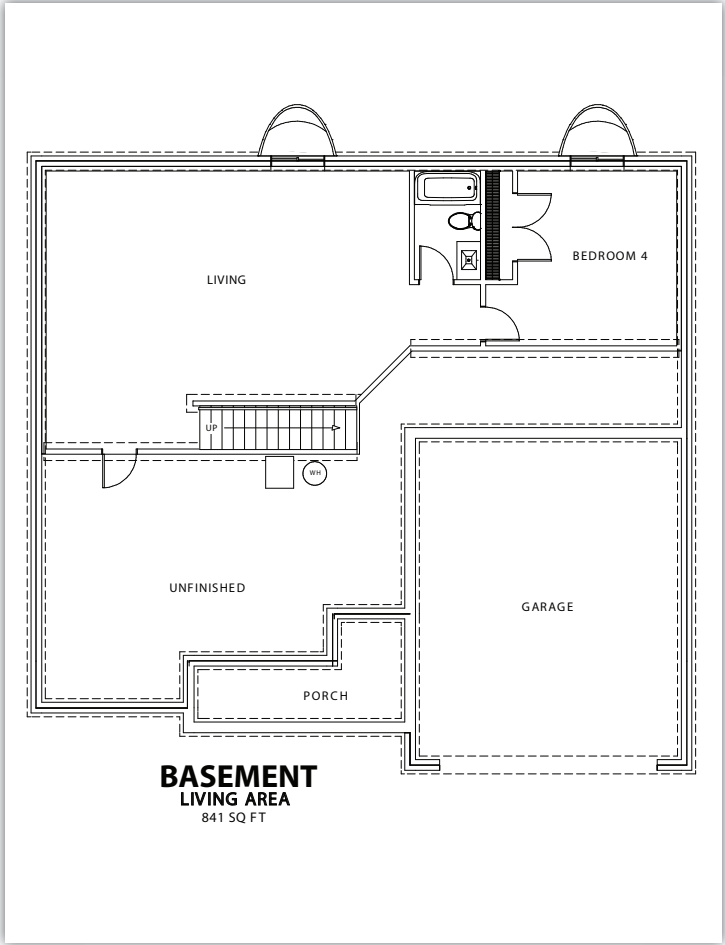 BEDROOM 4
LIVING
UP
WH
UNFINISHED
GARAGE
PORCH
BASEMENT
LIVING AREA
841 SQ FT